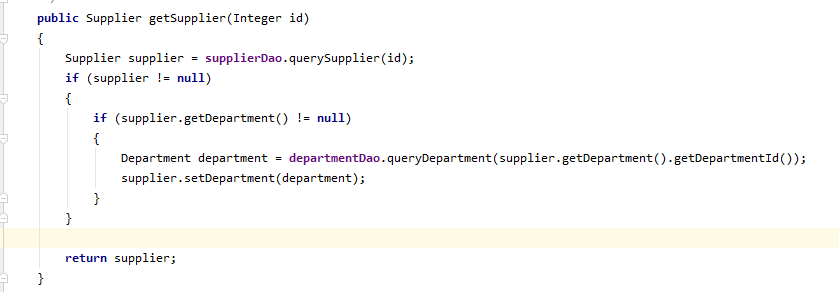 public Supplier getSupplier(Integer id)
{
Supplier supplier = supplierDao.querySupplier(id);
if (supplier != null)
{
if (supplier.getDepartment() != null)
{
Department department = departmentDao.queryDepartment(supplier.getDepartment().getDepartmentId());
supplier.setDepartment(department);
}
}
return supplier;
}